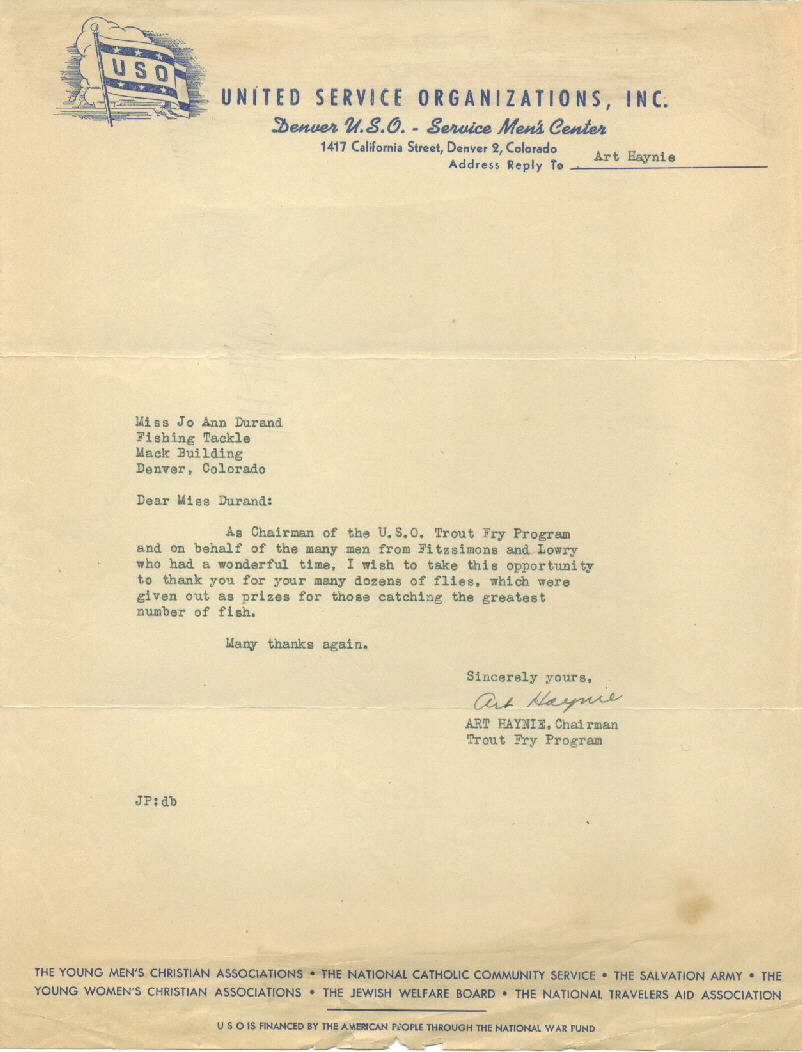 USO
UNITED SERVICE ORGANIZATIONS, INC.
Denver U.S.O. - Service Men's Center
1417 California Street, Denver 2, Colorado
Address Reply To Art Haynie
Miss Jo Ann Durand
Fishing Tackle
Mack Building
Denver, Colorado
Dear Miss Durand:
As Chairman of the U.S.O. Trout Fry Program
and on behalf of the many men from Fitzsimons and Lowry
who had a wonderful time, I wish to take this opportunity
to thank you for your many dozens of flies, which were
given out as prizes for those catching the greatest
number of fish.
Many thanks again.
Sincerely yours,
Art Haynie
ART HAYNIE, Chairman
Trout Fry Program
JP:db
THE YOUNG MEN'S CHRISTIAN ASSOCIATIONS • THE NATIONAL CATHOLIC COMMUNITY SERVICE • THE SALVATION ARMY • THE
YOUNG WOMEN'S CHRISTIAN ASSOCIATIONS • THE JEWISH WELFARE BOARD • THE NATIONAL TRAVELERS AID ASSOCIATION
U S O IS FINANCED BY THE AMERICAN PEOPLE THROUGH THE NATIONAL WAR FUND